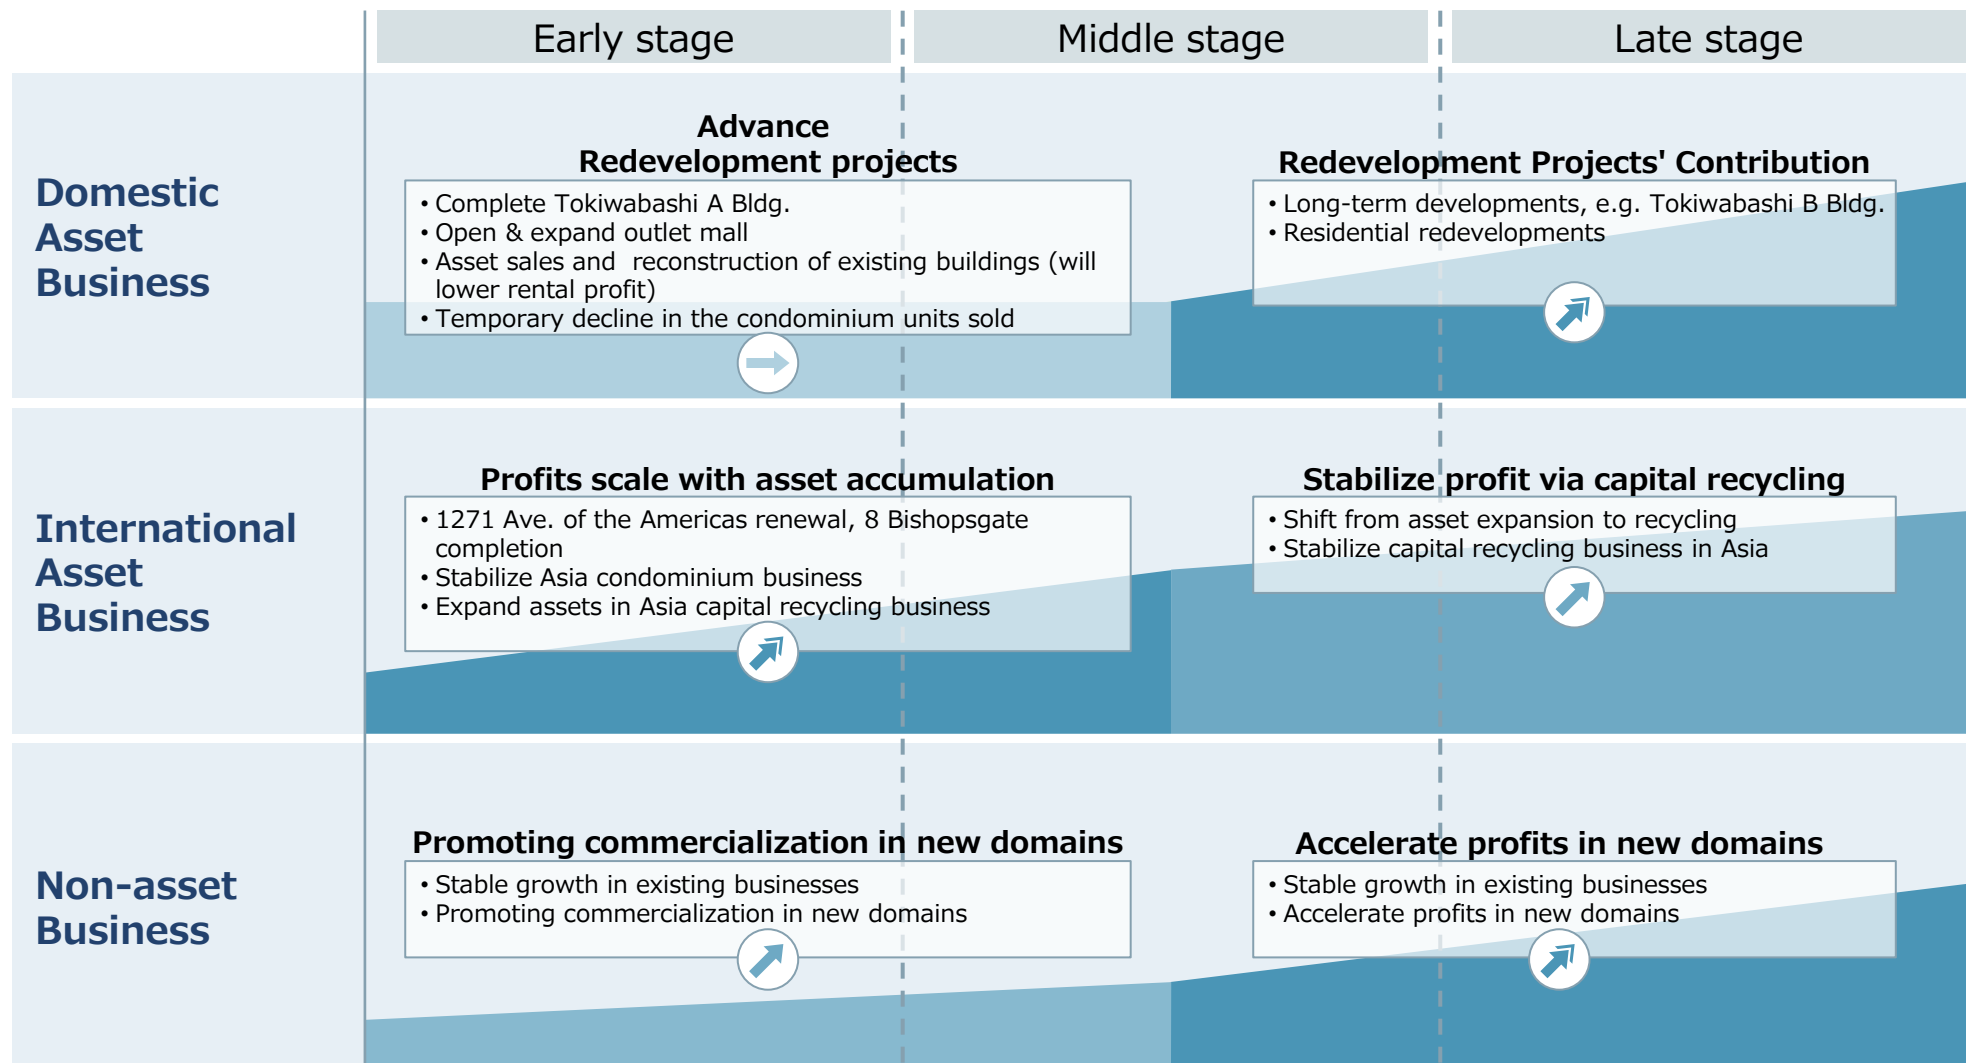 Early stage
Middle stage
Late stage
Domestic
Asset
Business
Advance
Redevelopment projects
• Complete Tokiwabashi A Bldg.
• Open & expand outlet mall
• Asset sales and reconstruction of existing buildings (will
lower rental profit)
• Temporary decline in the condominium units sold
Redevelopment Projects' Contribution
• Long-term developments, e.g. Tokiwabashi B Bldg.
• Residential redevelopments
International
Asset
Business
Profits scale with asset accumulation
• 1271 Ave. of the Americas renewal, 8 Bishopsgate
completion
• Stabilize Asia condominium business
• Expand assets in Asia capital recycling business
Stabilize profit via capital recycling
• Shift from asset expansion to recycling
• Stabilize capital recycling business in Asia
Non-asset
Business
Promoting commercialization in new domains
• Stable growth in existing businesses
• Promoting commercialization in new domains
Accelerate profits in new domains
• Stable growth in existing businesses
• Accelerate profits in new domains